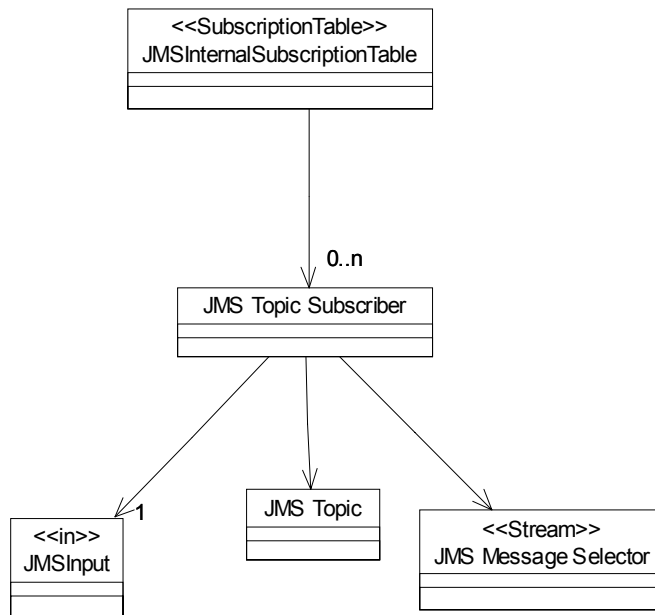 <<SubscriptionTable>>
JMSInternalSubscriptionTable
0..n
JMS Topic Subscriber
1
<<in>>
JMSInput
JMS Topic
<<Stream>>
JMS Message Selector